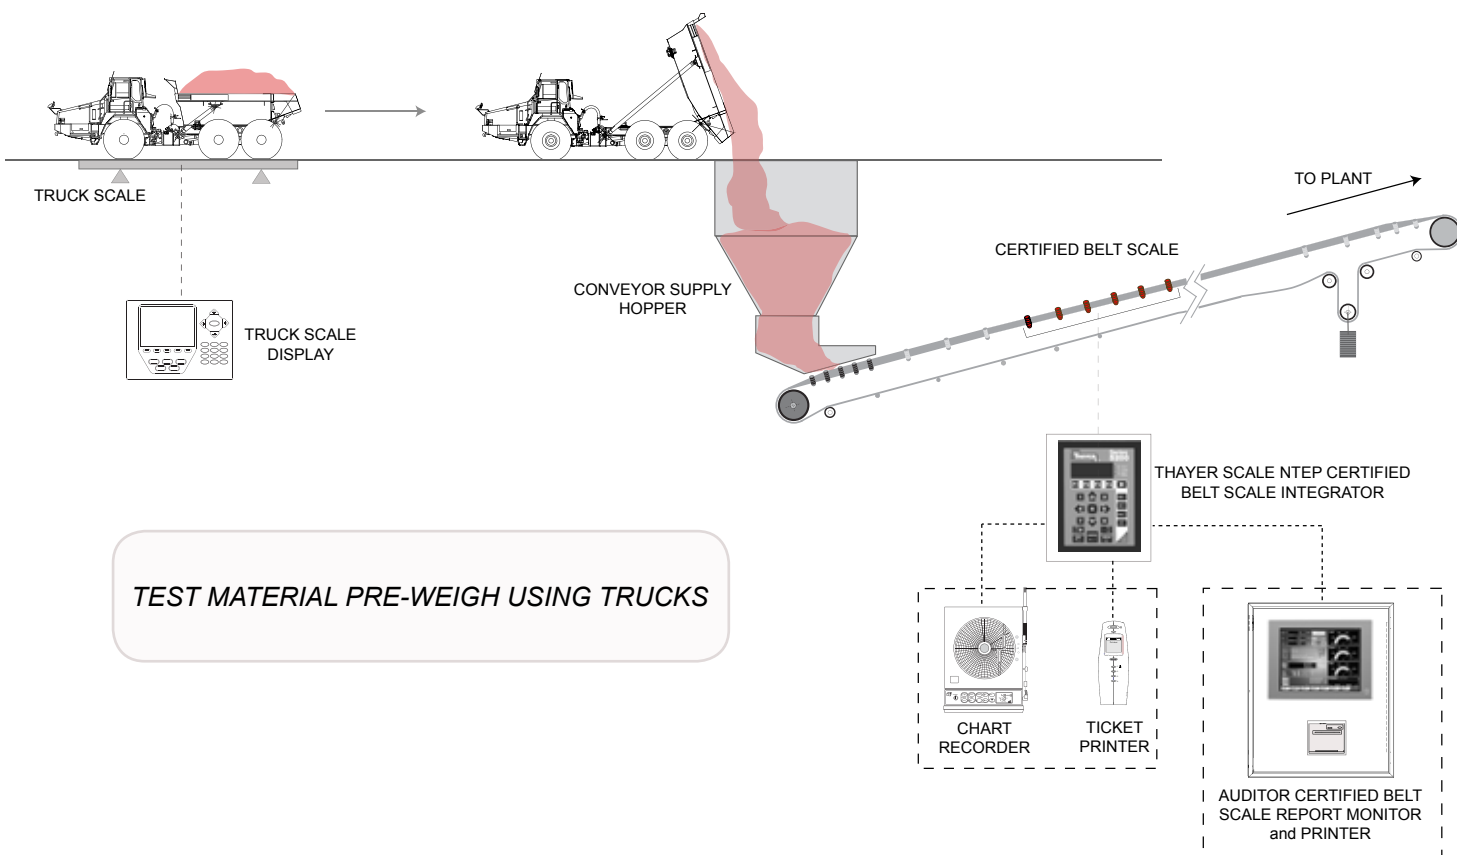 TRUCK SCALE
TO PLANT
CERTIFIED BELT SCALE
CONVEYOR SUPPLY
HOPPER
TRUCK SCALE
DISPLAY
THAYER SCALE NTEP CERTIFIED
BELT SCALE INTEGRATOR
TEST MATERIAL PRE-WEIGH USING TRUCKS
CHART
RECORDER
TICKET
PRINTER
AUDITOR CERTIFIED BELT
SCALE REPORT MONITOR
and PRINTER